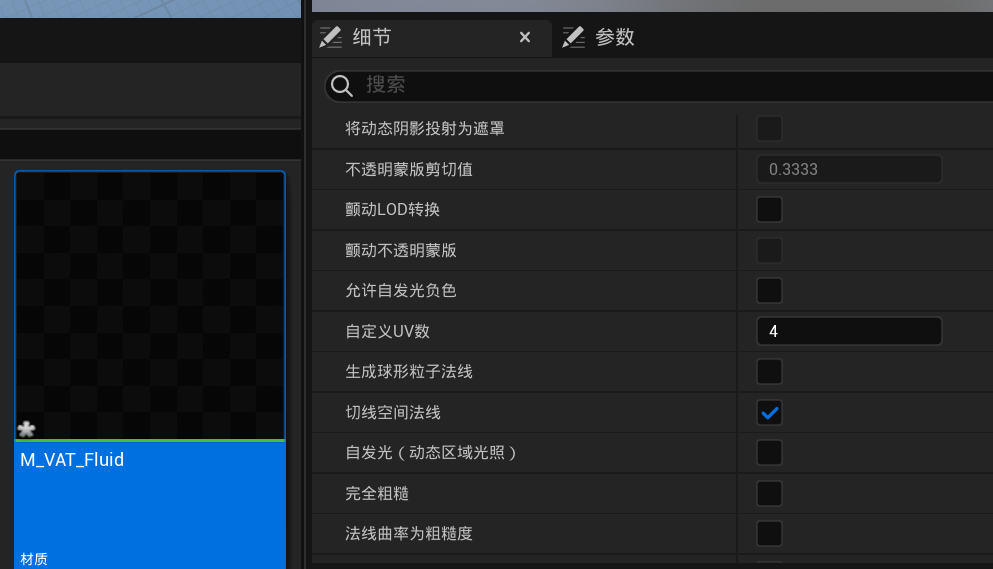 细节
参数
搜索
将动态阴影投射为遮罩
不透明蒙版剪切值 0.3333
颤动LOD转换
颤动不透明蒙版
允许自发光负色
自定义UV数 4
生成球形粒子法线
切线空间法线
自发光（动态区域光照）
完全粗糙
法线曲率为粗糙度
M_VAT_Fluid
材质